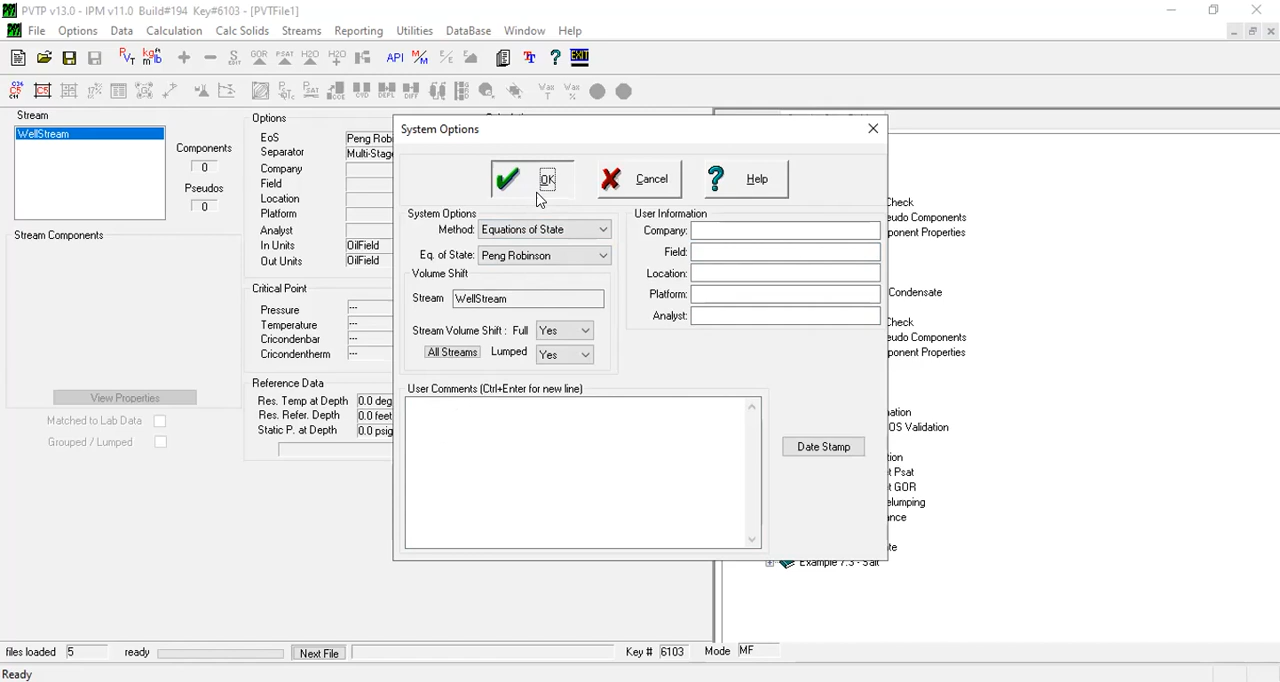 PVTP v13.0 - IPM v11.0 Build#194 Key#6103 - [PVTFile1]
File Options Data Calculation Calc Solids Streams Reporting Utilities DataBase Window Help
Stream
WellStream
Components
0
Pseudos
0
Stream Components
View Properties
Matched to Lab Data
Grouped / Lumped
Options
EoS Peng Robin
Separator Multi-Stage
Company
Field
Location
Platform
Analyst
In Units OilField
Out Units OilField
Critical Point
Pressure ---
Temperature ---
Cricondenbar ---
Cricondentherm ---
Reference Data
Res. Temp at Depth 0.0 deg
Res. Refer. Depth 0.0 feet
Static P. at Depth 0.0 psig
System Options
OK Cancel Help
System Options
Method: Equations of State
Eq. of State: Peng Robinson
Volume Shift
Stream WellStream
Stream Volume Shift : Full Yes
All Streams Lumped Yes
User Information
Company:
Field:
Location:
Platform:
Analyst:
User Comments (Ctrl+Enter for new line)
Date Stamp
Check
eudo Components
ponent Properties
Condensate
Check
eudo Components
ponent Properties
nation
OS Validation
tion
t Psat
t GOR
elumping
ance
te
Example 7.3 - Salt
files loaded 5 ready Next File Key # 6103 Mode MF
Ready